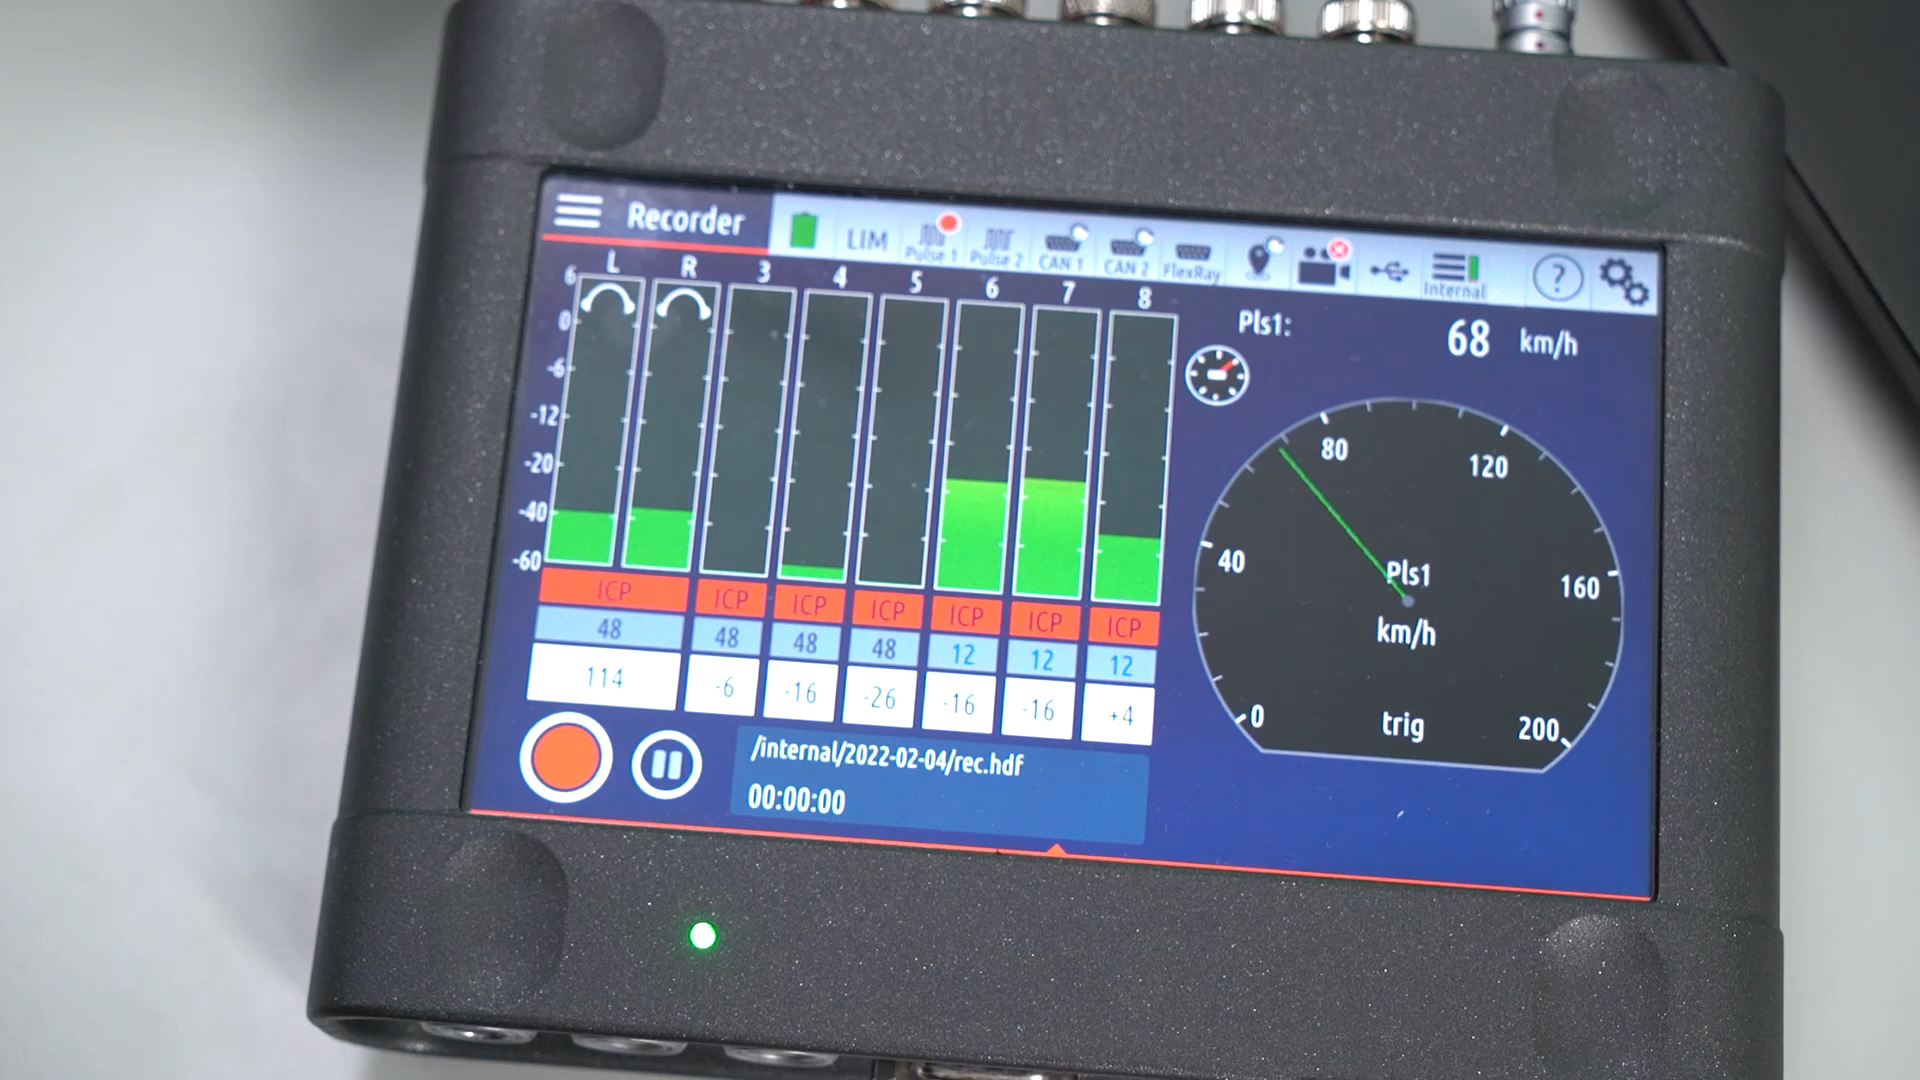 Recorder
LIM
Pulse 1
Pulse 2
CAN 1
CAN 2
FlexRay
Internal
?
L R 3 4 5 6 7 8
6
0
-6
-12
-20
-40
-60
ICP ICP ICP ICP ICP ICP ICP
48 48 48 48 12 12 12
114 -6 -16 -26 -16 -16 +4
/internal/2022-02-04/rec.hdf
00:00:00
Pls1: 68 km/h
80 120
40 160
Pls1
km/h
0 trig 200